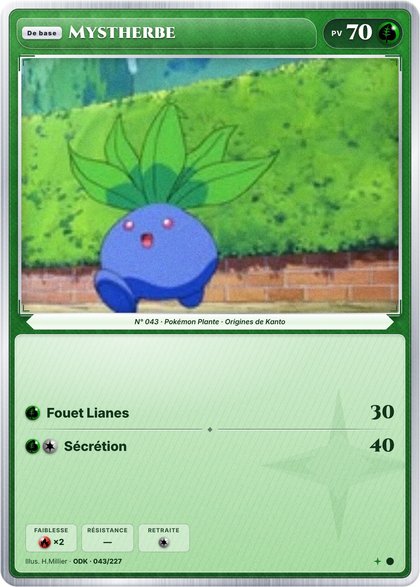 De base MYSTHERBE PV 70
N° 043 · Pokémon Plante · Origines de Kanto
Fouet Lianes 30
Sécrétion 40
FAIBLESSE RÉSISTANCE RETRAITE
×2 —
Illus. H.Millier · ODK · 043/227